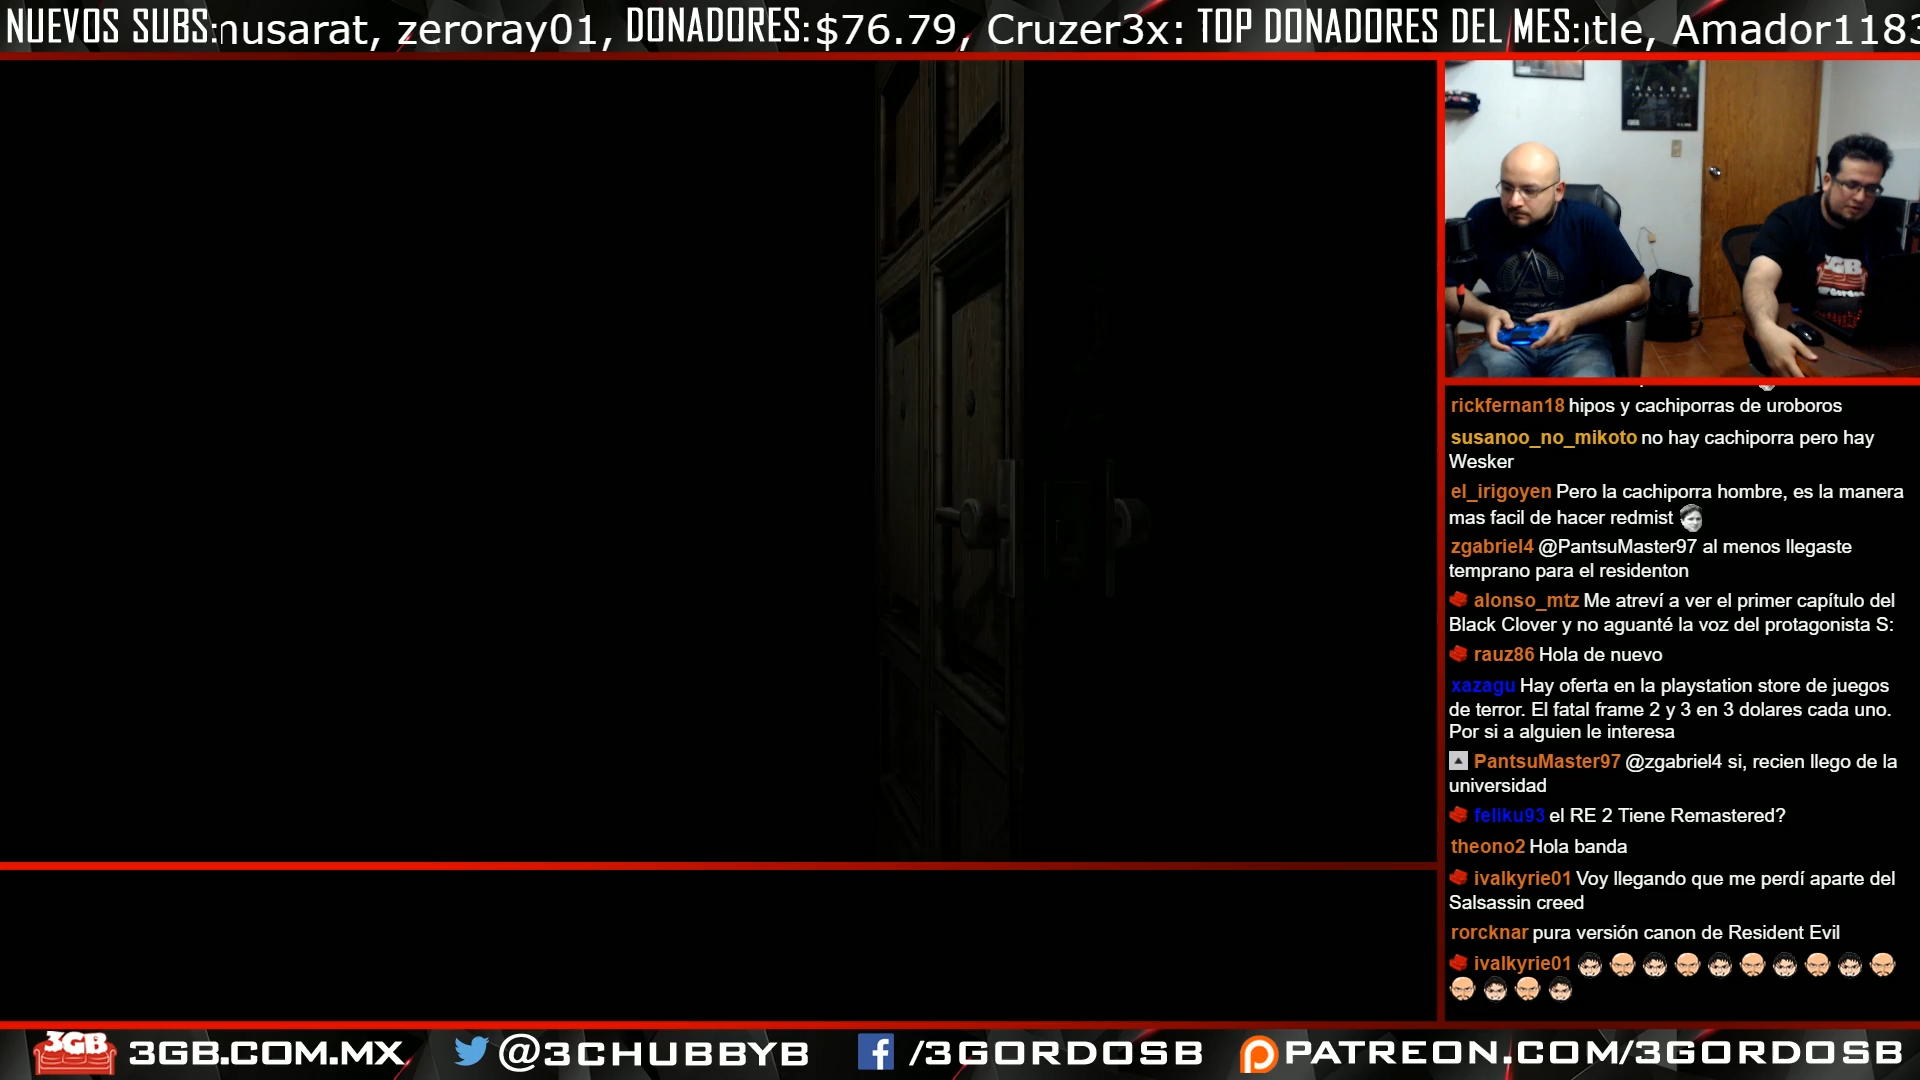 NUEVOS SUBS: nusarat, zeroray01, DONADORES: $76.79, Cruzer3x: TOP DONADORES DEL MES: tle, Amador1183
ALIEN
3GB
rickfernan18 hipos y cachiporras de uroboros
susanoo_no_mikoto no hay cachiporra pero hay
Wesker
el_irigoyen Pero la cachiporra hombre, es la manera
mas facil de hacer redmist
zgabriel4 @PantsuMaster97 al menos llegaste
temprano para el residenton
alonso_mtz Me atreví a ver el primer capítulo del
Black Clover y no aguanté la voz del protagonista S:
rauz86 Hola de nuevo
xazagu Hay oferta en la playstation store de juegos
de terror. El fatal frame 2 y 3 en 3 dolares cada uno.
Por si a alguien le interesa
PantsuMaster97 @zgabriel4 si, recien llego de la
universidad
feliku93 el RE 2 Tiene Remastered?
theono2 Hola banda
ivalkyrie01 Voy llegando que me perdí aparte del
Salsassin creed
rorcknar pura versión canon de Resident Evil
ivalkyrie01
3GB 3GB.COM.MX @3CHUBBYB /3GORDOSB PATREON.COM/3GORDOSB